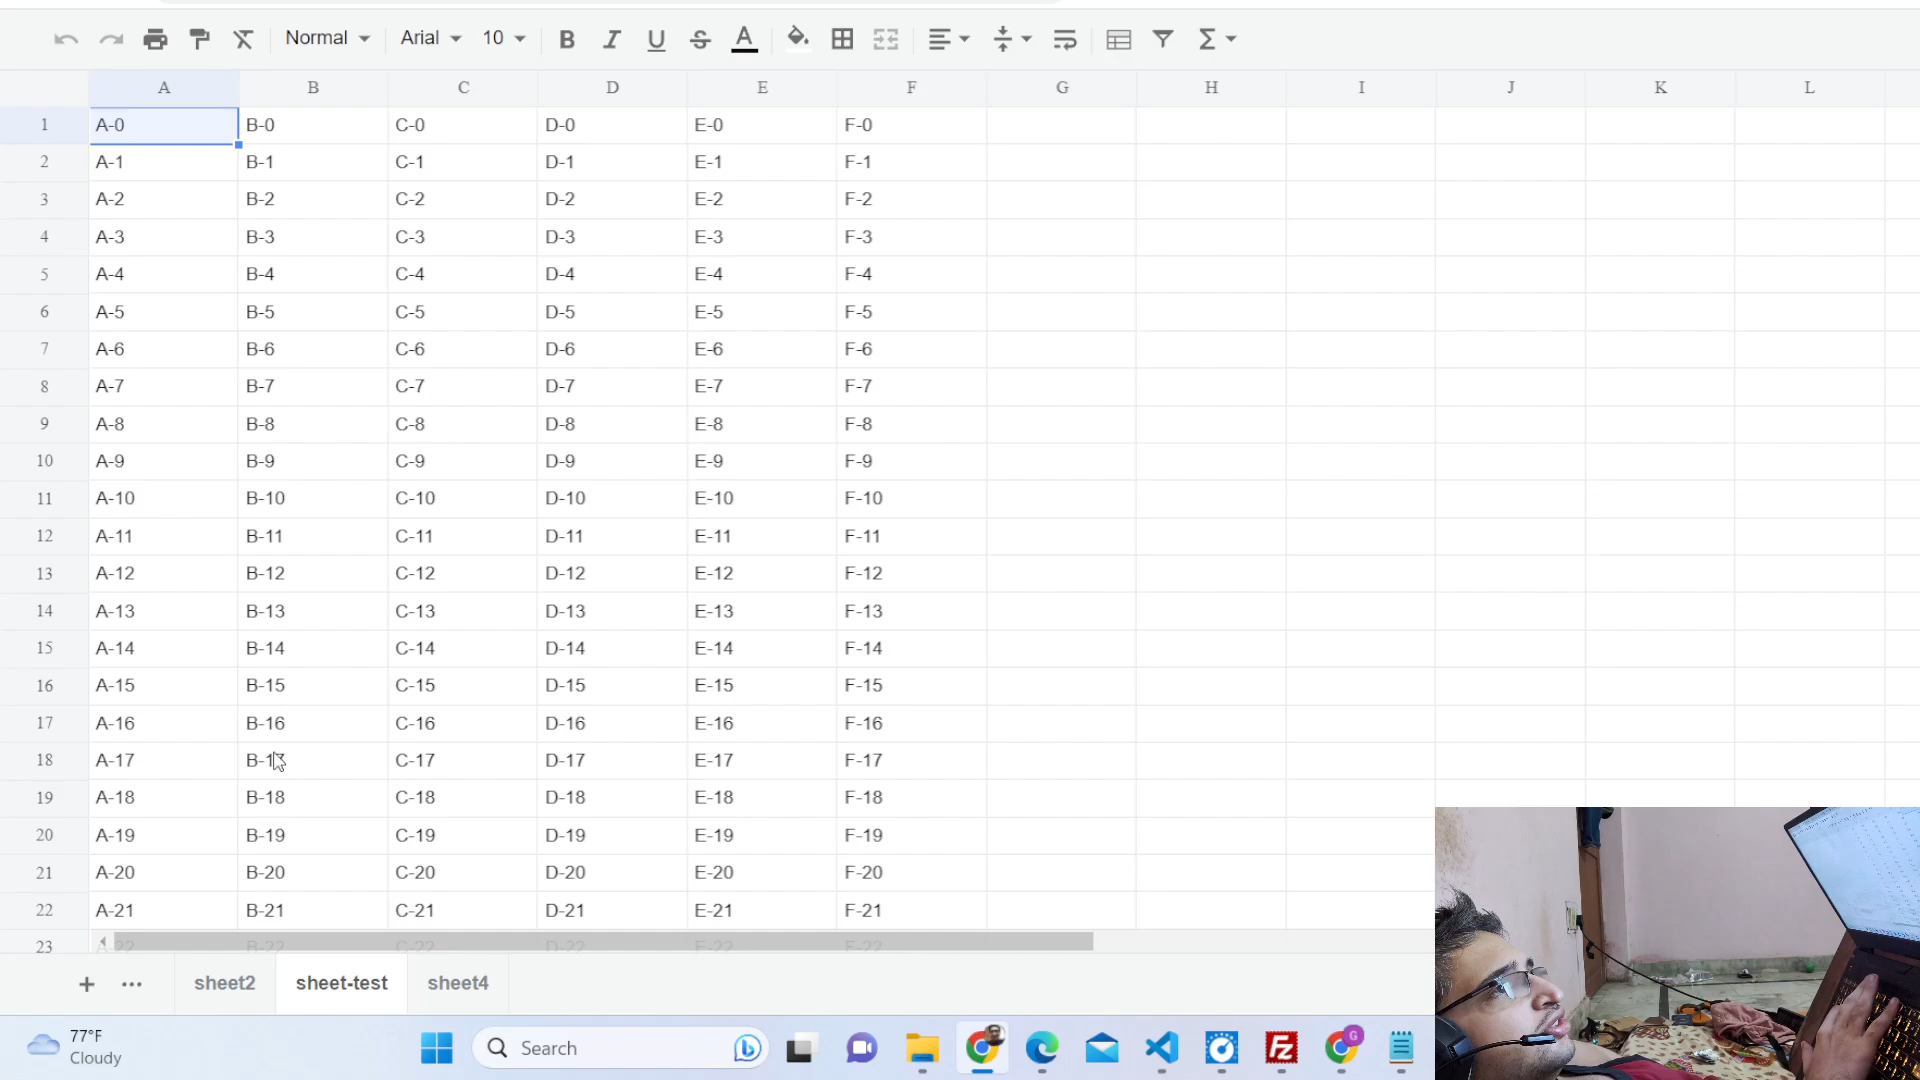 Normal Arial 10 B I U S A Σ
A B C D E F G H I J K L
1 A-0 B-0 C-0 D-0 E-0 F-0
2 A-1 B-1 C-1 D-1 E-1 F-1
3 A-2 B-2 C-2 D-2 E-2 F-2
4 A-3 B-3 C-3 D-3 E-3 F-3
5 A-4 B-4 C-4 D-4 E-4 F-4
6 A-5 B-5 C-5 D-5 E-5 F-5
7 A-6 B-6 C-6 D-6 E-6 F-6
8 A-7 B-7 C-7 D-7 E-7 F-7
9 A-8 B-8 C-8 D-8 E-8 F-8
10 A-9 B-9 C-9 D-9 E-9 F-9
11 A-10 B-10 C-10 D-10 E-10 F-10
12 A-11 B-11 C-11 D-11 E-11 F-11
13 A-12 B-12 C-12 D-12 E-12 F-12
14 A-13 B-13 C-13 D-13 E-13 F-13
15 A-14 B-14 C-14 D-14 E-14 F-14
16 A-15 B-15 C-15 D-15 E-15 F-15
17 A-16 B-16 C-16 D-16 E-16 F-16
18 A-17 B-17 C-17 D-17 E-17 F-17
19 A-18 B-18 C-18 D-18 E-18 F-18
20 A-19 B-19 C-19 D-19 E-19 F-19
21 A-20 B-20 C-20 D-20 E-20 F-20
22 A-21 B-21 C-21 D-21 E-21 F-21
23 A-22 B-22 C-22 D-22 E-22 F-22
+ ... sheet2 sheet-test sheet4
77°F
Cloudy
Search
Fz
G